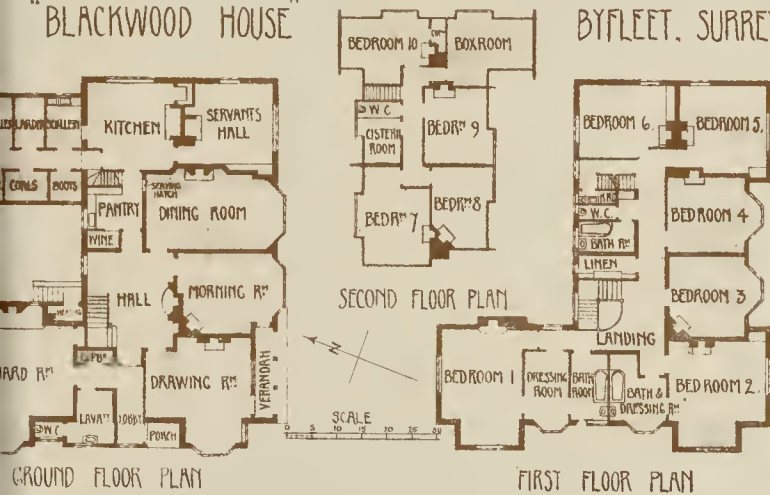 "BLACKWOOD HOUSE"
BYFLEET, SURREY
LARDER
SCULLERY
KITCHEN
SERVANTS
HALL
COALS
BOOTS
PANTRY
SERVING
HATCH
DINING ROOM
WINE
HALL
MORNING RM
DRAWING RM
VERANDAH
LAVATY
LOBBY
W.C
PORCH
GROUND FLOOR PLAN
BEDROOM 10
BOXROOM
W.C
CISTERN
ROOM
BEDRM 9
BEDRM 7
BEDRM 8
SECOND FLOOR PLAN
N
SCALE
0 5 10 15 20 25 30
BEDROOM 6.
BEDROOM 5.
W.C.
BATH RM
LINEN
BEDROOM 4
BEDROOM 3
LANDING
BEDROOM 1
DRESSING
ROOM
BATH
ROOM
BATH &
DRESSING RM
BEDROOM 2.
FIRST FLOOR PLAN